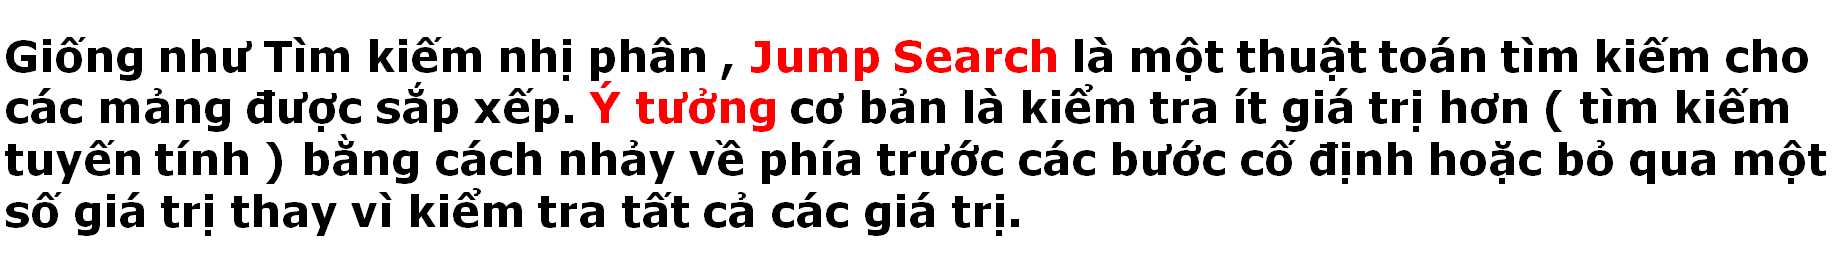 Giống như Tìm kiếm nhị phân , Jump Search là một thuật toán tìm kiếm cho
các mảng được sắp xếp. Ý tưởng cơ bản là kiểm tra ít giá trị hơn ( tìm kiếm
tuyến tính ) bằng cách nhảy về phía trước các bước cố định hoặc bỏ qua một
số giá trị thay vì kiểm tra tất cả các giá trị.